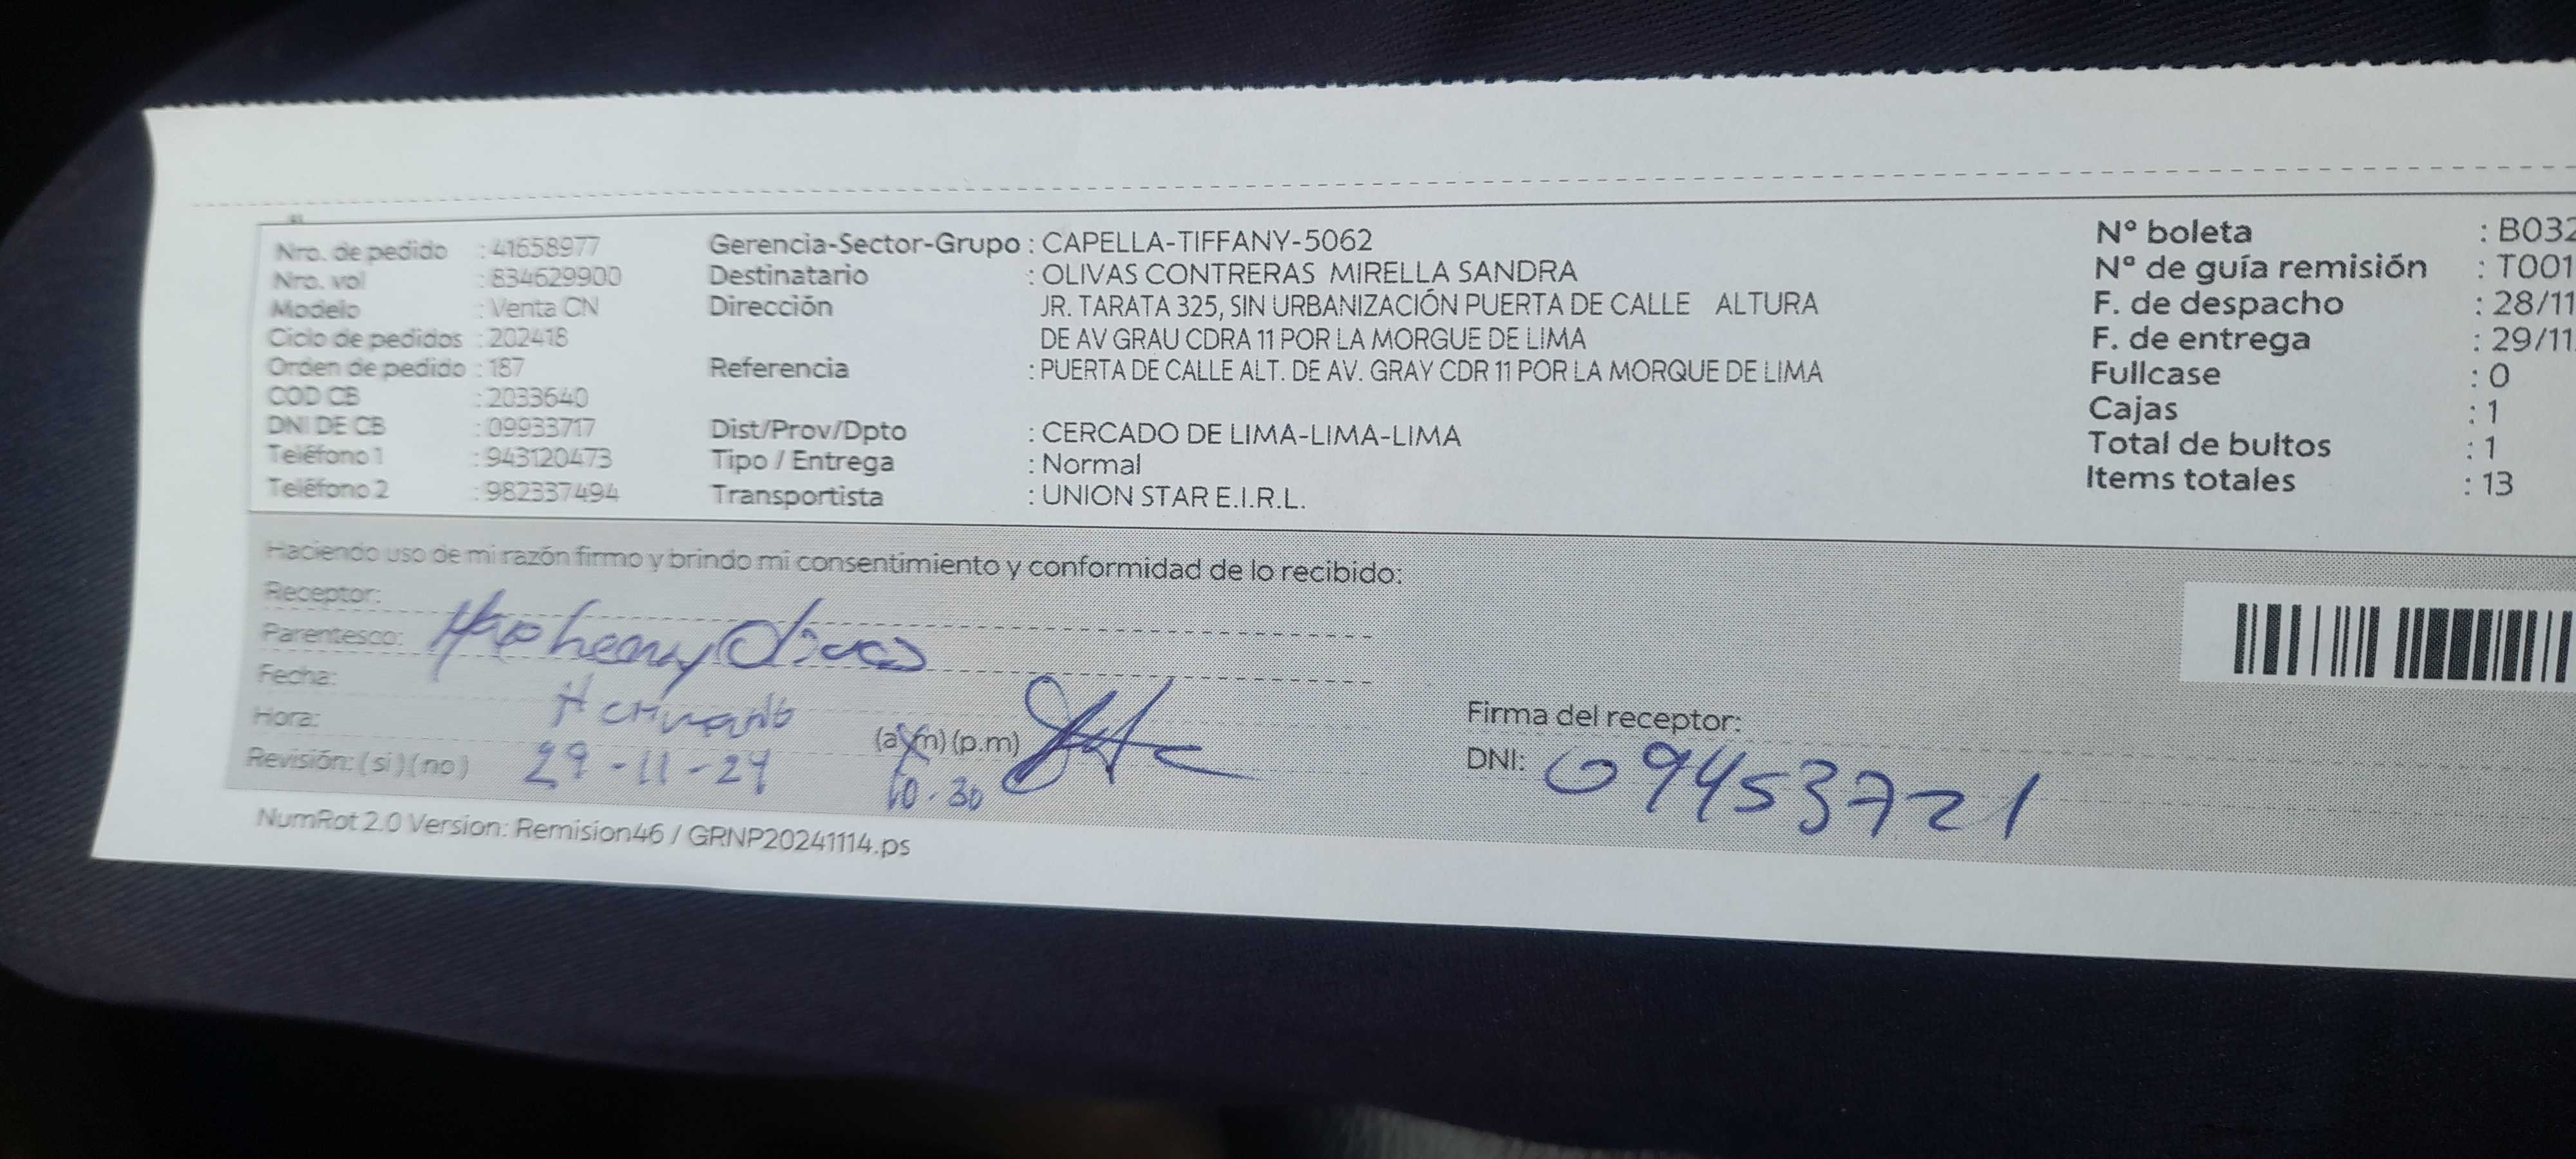 Nro. de pedido : 41658977 Gerencia-Sector-Grupo : CAPELLA-TIFFANY-5062 N° boleta : B032
Nro. vol : 834629900 Destinatario : OLIVAS CONTRERAS MIRELLA SANDRA N° de guía remisión : T001
Modelo : Venta CN Dirección JR. TARATA 325, SIN URBANIZACIÓN PUERTA DE CALLE ALTURA F. de despacho : 28/11
Ciclo de pedidos : 202418 DE AV GRAU CDRA 11 POR LA MORGUE DE LIMA F. de entrega : 29/11
Orden de pedido : 187 Referencia : PUERTA DE CALLE ALT. DE AV. GRAY CDR 11 POR LA MORQUE DE LIMA Fullcase : 0
COD CB : 2033640 Cajas : 1
DNI DE CB : 09933717 Dist/Prov/Dpto : CERCADO DE LIMA-LIMA-LIMA Total de bultos : 1
Teléfono 1 : 943120473 Tipo / Entrega : Normal Items totales : 13
Teléfono 2 : 982337494 Transportista : UNION STAR E.I.R.L.
Haciendo uso de mi razón firmo y brindo mi consentimiento y conformidad de lo recibido:
Receptor:
Parentesco: Olivas
Fecha:
Hora: (a.m) (p.m) Firma del receptor:
Revisión: ( si ) ( no ) 29-11-24 10.30 DNI: 09453721
NumRot 2.0 Version: Remision46 / GRNP20241114.ps